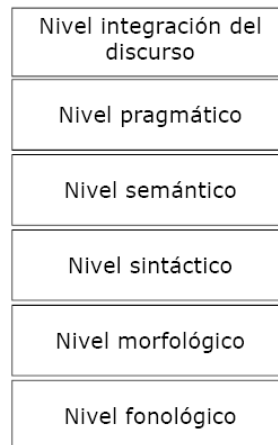 Nivel integración del
discurso
Nivel pragmático
Nivel semántico
Nivel sintáctico
Nivel morfológico
Nivel fonológico